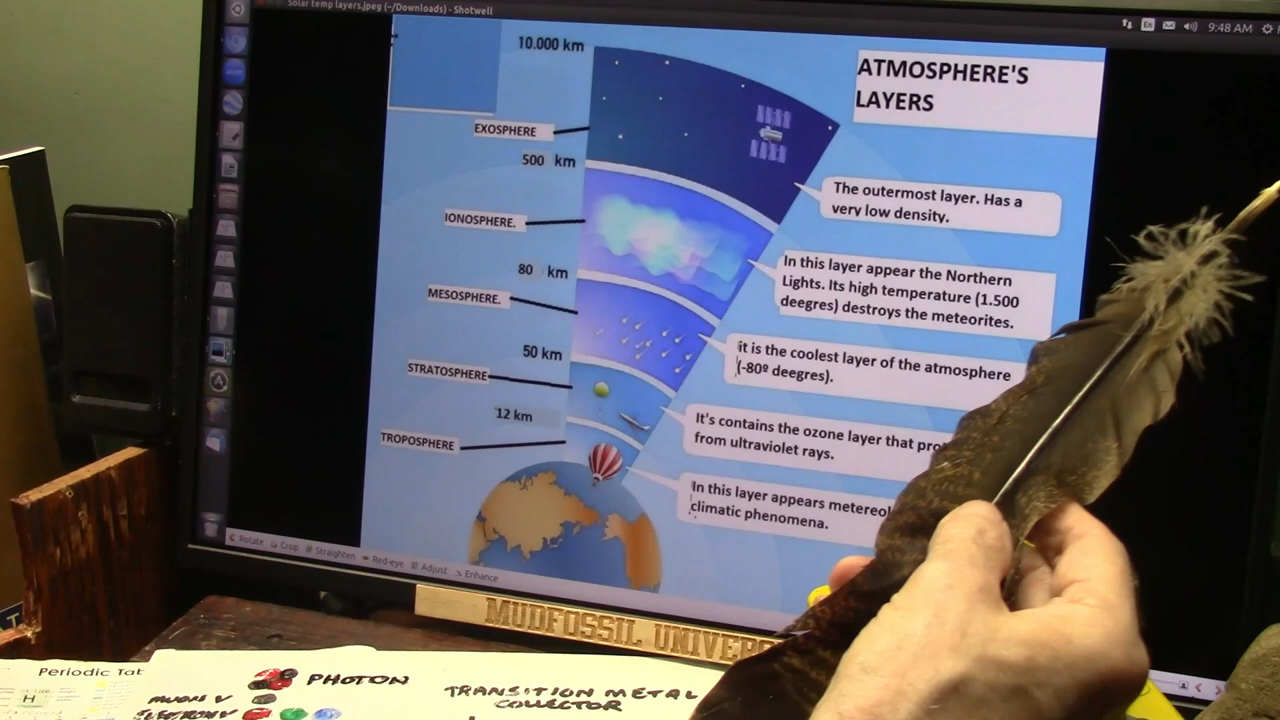 Solar temp layers.jpeg (~/Downloads) - Shotwell
En
9:48 AM
10.000 km
ATMOSPHERE'S
LAYERS
EXOSPHERE
500 km
The outermost layer. Has a
very low density.
IONOSPHERE.
80 km
In this layer appear the Northern
Lights. Its high temperature (1.500
deegres) destroys the meteorites.
MESOSPHERE.
50 km
it is the coolest layer of the atmosphere
(-80º deegres).
STRATOSPHERE
12 km
It's contains the ozone layer that
from ultraviolet rays.
TROPOSPHERE
In this layer appears
climatic phenomena.
Rotate Crop Straighten Red-eye Adjust Enhance
MUDFOSSIL
Periodic
H
PHOTON
MUON V
ELECTRON V
TRANSITION METAL
COLLECTOR